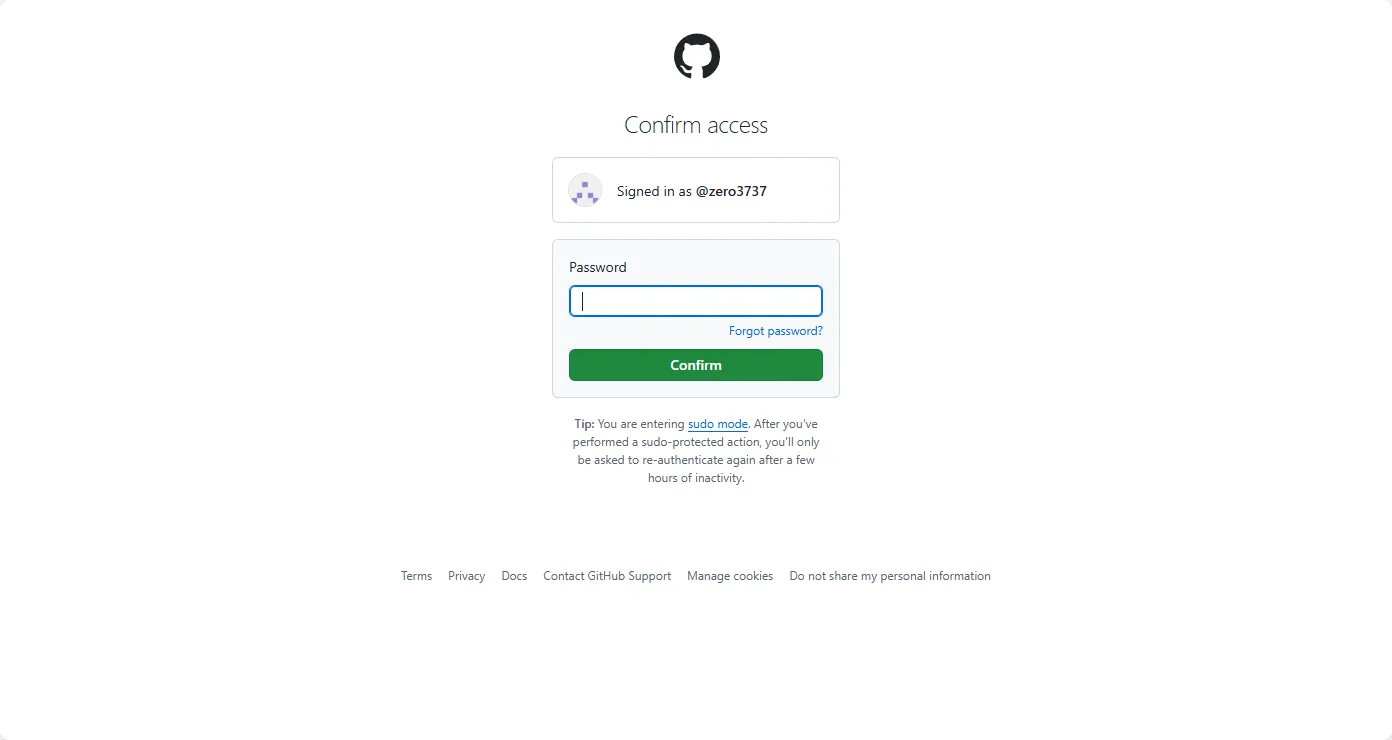 Confirm access
Signed in as @zero3737
Password
Forgot password?
Confirm
Tip: You are entering sudo mode. After you've
performed a sudo-protected action, you'll only
be asked to re-authenticate again after a few
hours of inactivity.
Terms Privacy Docs Contact GitHub Support Manage cookies Do not share my personal information